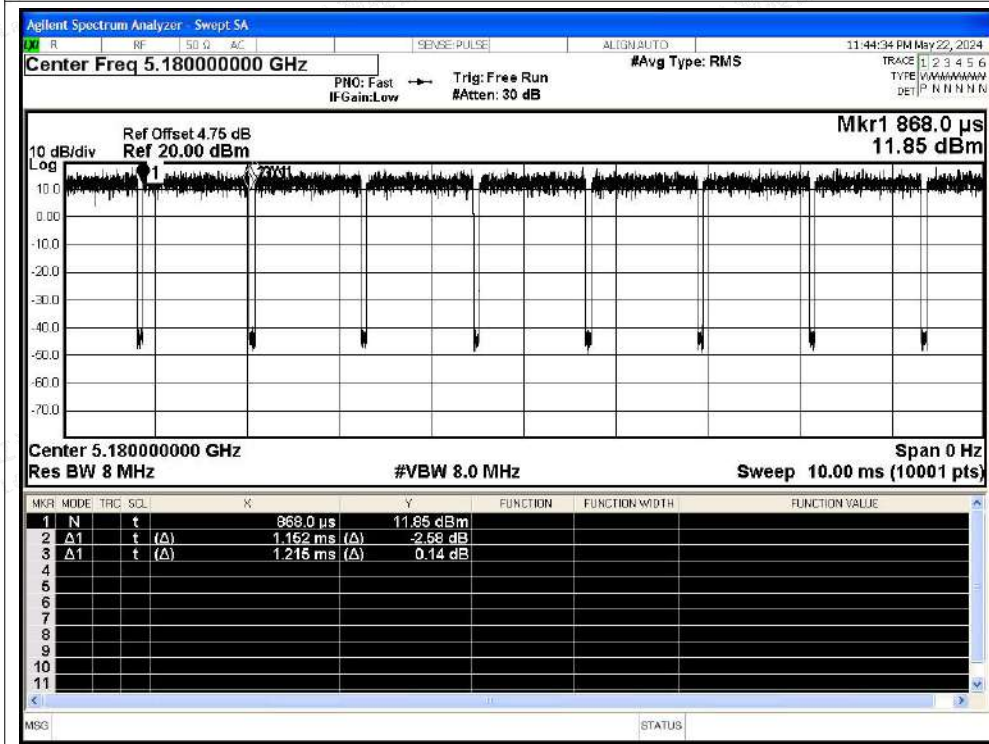 Agilent Spectrum Analyzer - Swept SA
LXI R RF 50 Ω AC SENSE:PULSE ALIGN AUTO 11:44:34 PM May 22, 2024
Center Freq 5.180000000 GHz #Avg Type: RMS TRACE 1 2 3 4 5 6
PNO: Fast Trig: Free Run TYPE WWWWWW
IFGain:Low #Atten: 30 dB DET P N N N N N
Mkr1 868.0 µs
Ref Offset 4.75 dB
10 dB/div Ref 20.00 dBm 11.85 dBm
Log
1
10.0
0.00
-10.0
-20.0
-30.0
-40.0
-50.0
-60.0
-70.0
Center 5.180000000 GHz Span 0 Hz
Res BW 8 MHz #VBW 8.0 MHz Sweep 10.00 ms (10001 pts)
MKR MODE TRC SCL X Y FUNCTION FUNCTION WIDTH FUNCTION VALUE
1 N t 868.0 µs 11.85 dBm
2 Δ1 t (Δ) 1.152 ms (Δ) -2.58 dB
3 Δ1 t (Δ) 1.215 ms (Δ) 0.14 dB
4
5
6
7
8
9
10
11
MSG STATUS